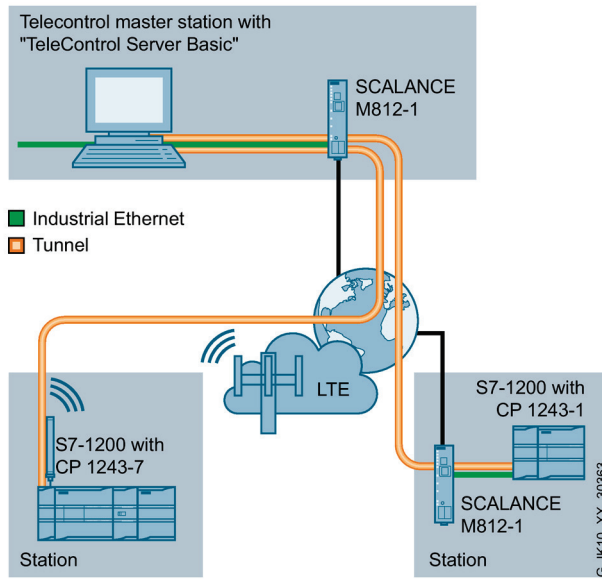 Telecontrol master station with
"TeleControl Server Basic"
SCALANCE
M812-1
Industrial Ethernet
Tunnel
LTE
S7-1200 with
CP 1243-7
Station
S7-1200 with
CP 1243-1
SCALANCE
M812-1
Station
G_IK10_XX_30363